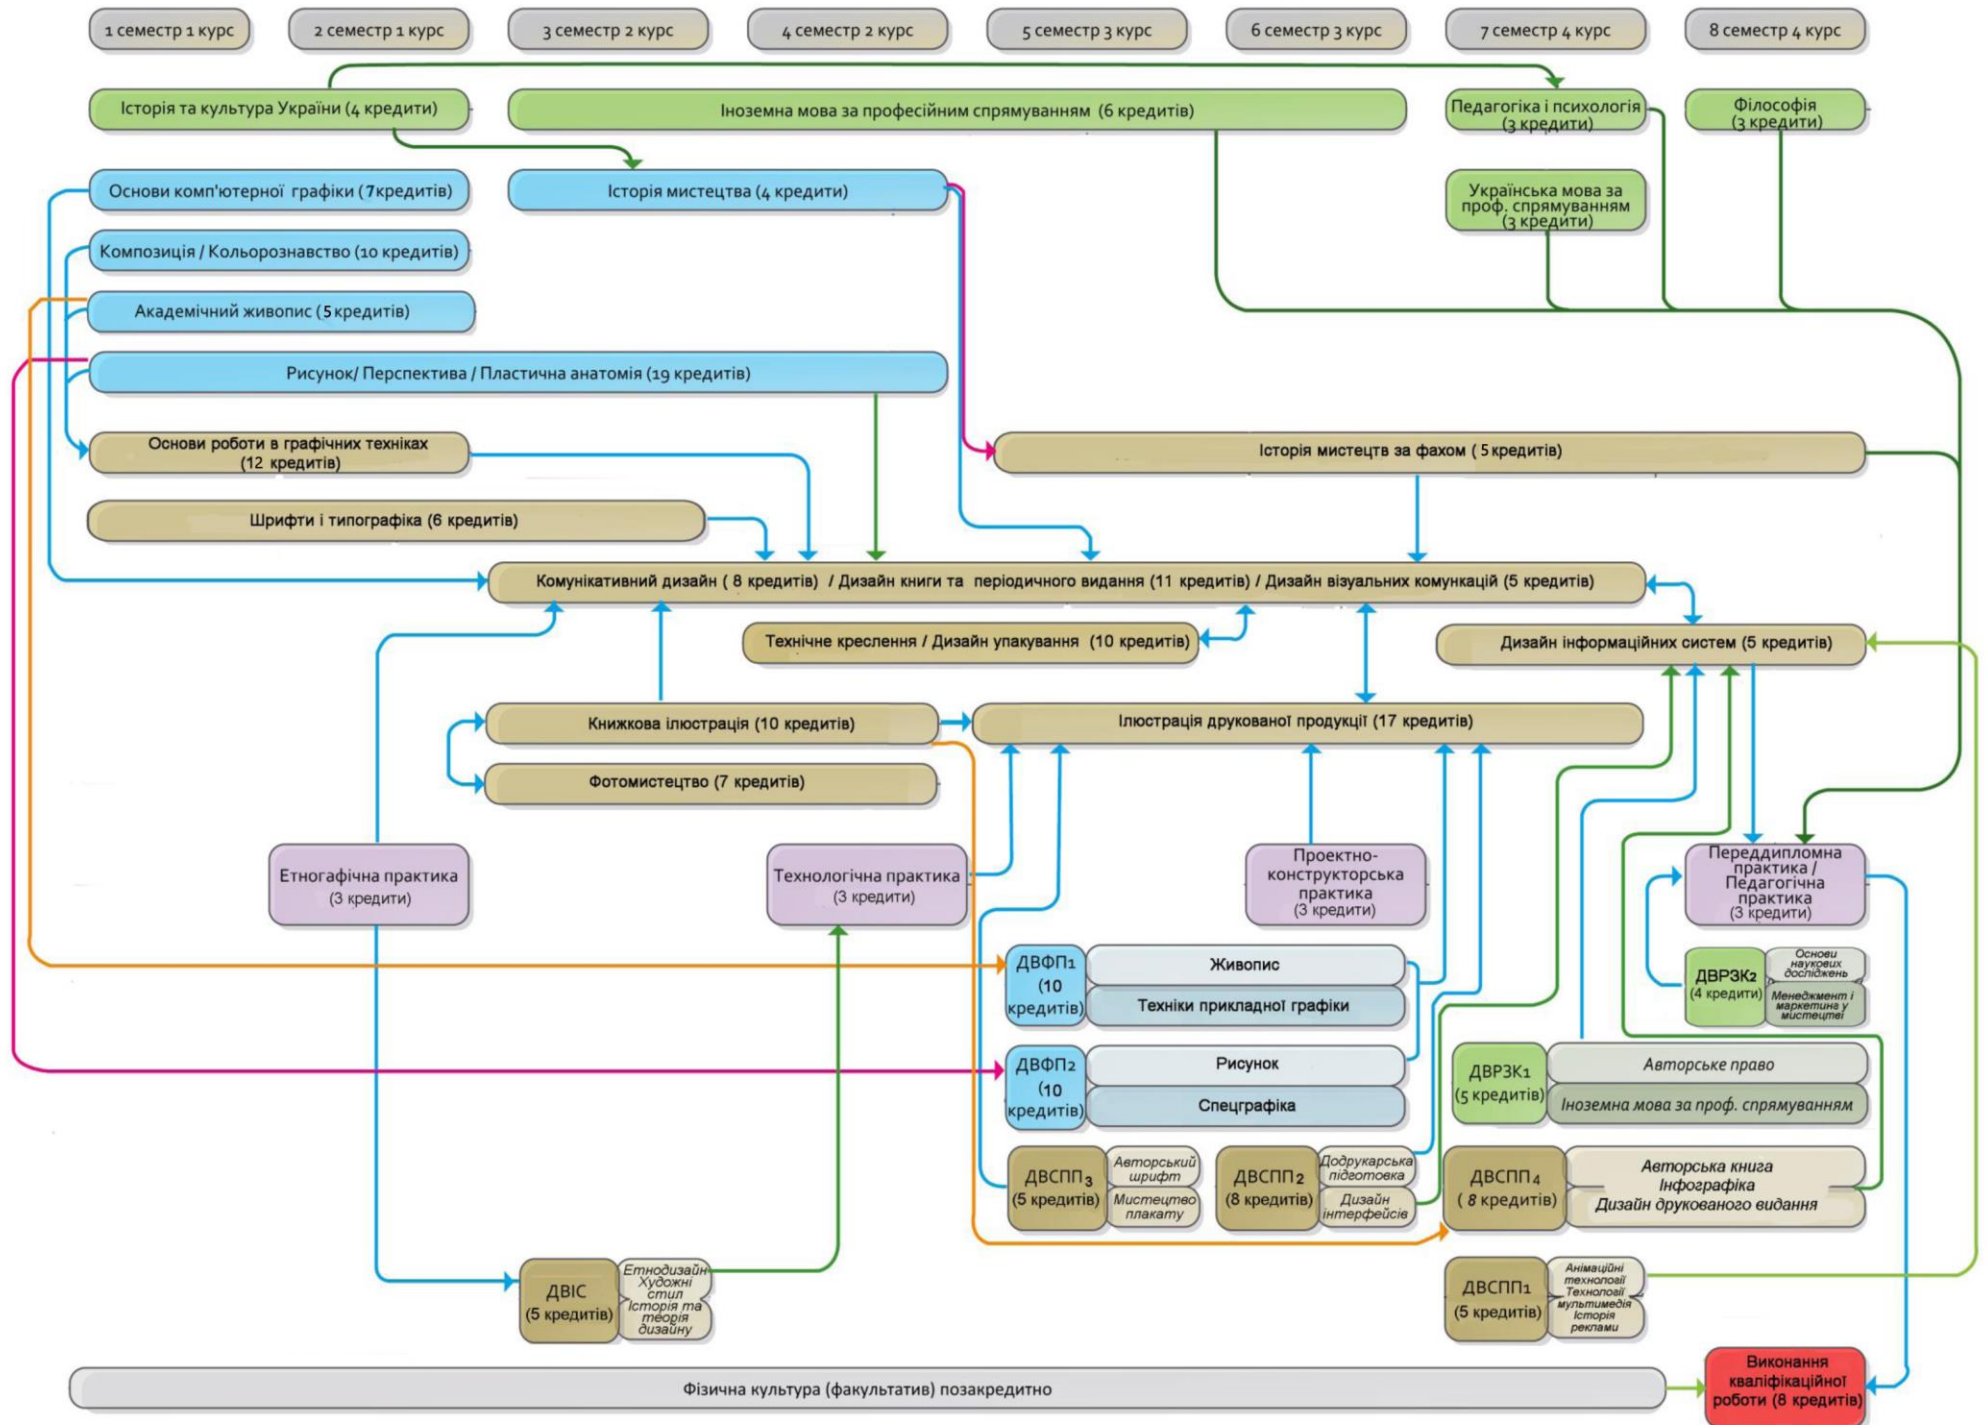 1 семестр 1 курс
2 семестр 1 курс
3 семестр 2 курс
4 семестр 2 курс
5 семестр 3 курс
6 семестр 3 курс
7 семестр 4 курс
8 семестр 4 курс
Історія та культура України (4 кредити)
Іноземна мова за професійним спрямуванням (6 кредитів)
Педагогіка і психологія
(3 кредити)
Філософія
(3 кредити)
Основи комп'ютерної графіки (7кредитів)
Історія мистецтва (4 кредити)
Українська мова за
проф. спрямуванням
(3 кредити)
Композиція / Кольорознавство (10 кредитів)
Академічний живопис (5 кредитів)
Рисунок/ Перспектива / Пластична анатомія (19 кредитів)
Основи роботи в графічних техніках
(12 кредитів)
Історія мистецтв за фахом ( 5 кредитів)
Шрифти і типографіка (6 кредитів)
Комунікативний дизайн ( 8 кредитів) / Дизайн книги та періодичного видання (11 кредитів) / Дизайн візуальних комункацій (5 кредитів)
Технічне креслення / Дизайн упакування (10 кредитів)
Дизайн інформаційних систем (5 кредитів)
Книжкова ілюстрація (10 кредитів)
Ілюстрація друкованої продукції (17 кредитів)
Фотомистецтво (7 кредитів)
Етногафічна практика
(3 кредити)
Технологічна практика
(3 кредити)
Проектно-
конструкторська
практика
(3 кредити)
Переддипломна
практика /
Педагогічна
практика
(3 кредити)
ДВФП1
(10
кредитів)
Живопис
Техніки прикладної графіки
ДВРЗК2
(4 кредити)
Основи
наукових
досліджень
Менеджмент і
маркетинг у
мистецтві
ДВФП2
(10
кредитів)
Рисунок
Спецграфіка
ДВРЗК1
(5 кредитів)
Авторське право
Іноземна мова за проф. спрямуванням
ДВСПП3
(5 кредитів)
Авторський
шрифт
Мистецтво
плакату
ДВСПП2
(8 кредитів)
Додрукарська
підготовка
Дизайн
інтерфейсів
ДВСПП4
( 8 кредитів)
Авторська книга
Інфографіка
Дизайн друкованого видання
ДВІС
(5 кредитів)
Етнодизайн
Художні
стил
Історія та
теорія
дизайну
ДВСПП1
(5 кредитів)
Анімаційні
технології
Технології
мультимедія
Історія
реклами
Фізична культура (факультатив) позакредитно
Виконання
кваліфікаційної
роботи (8 кредитів)